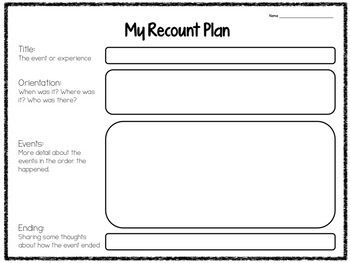 Name
My Recount Plan
Title:
The event or experience
Orientation:
When was it? Where was
it? Who was there?
Events:
More detail about the
events in the order the
happened.
Ending:
Sharing some thoughts
about how the event ended